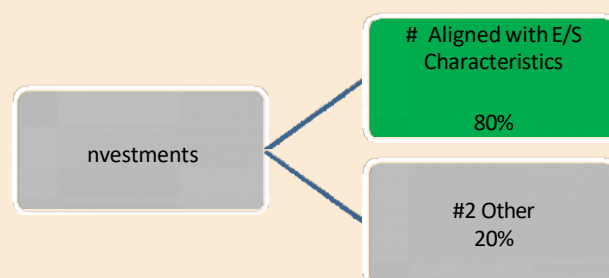 # Aligned with E/S
Characteristics
80%
nvestments
#2 Other
20%